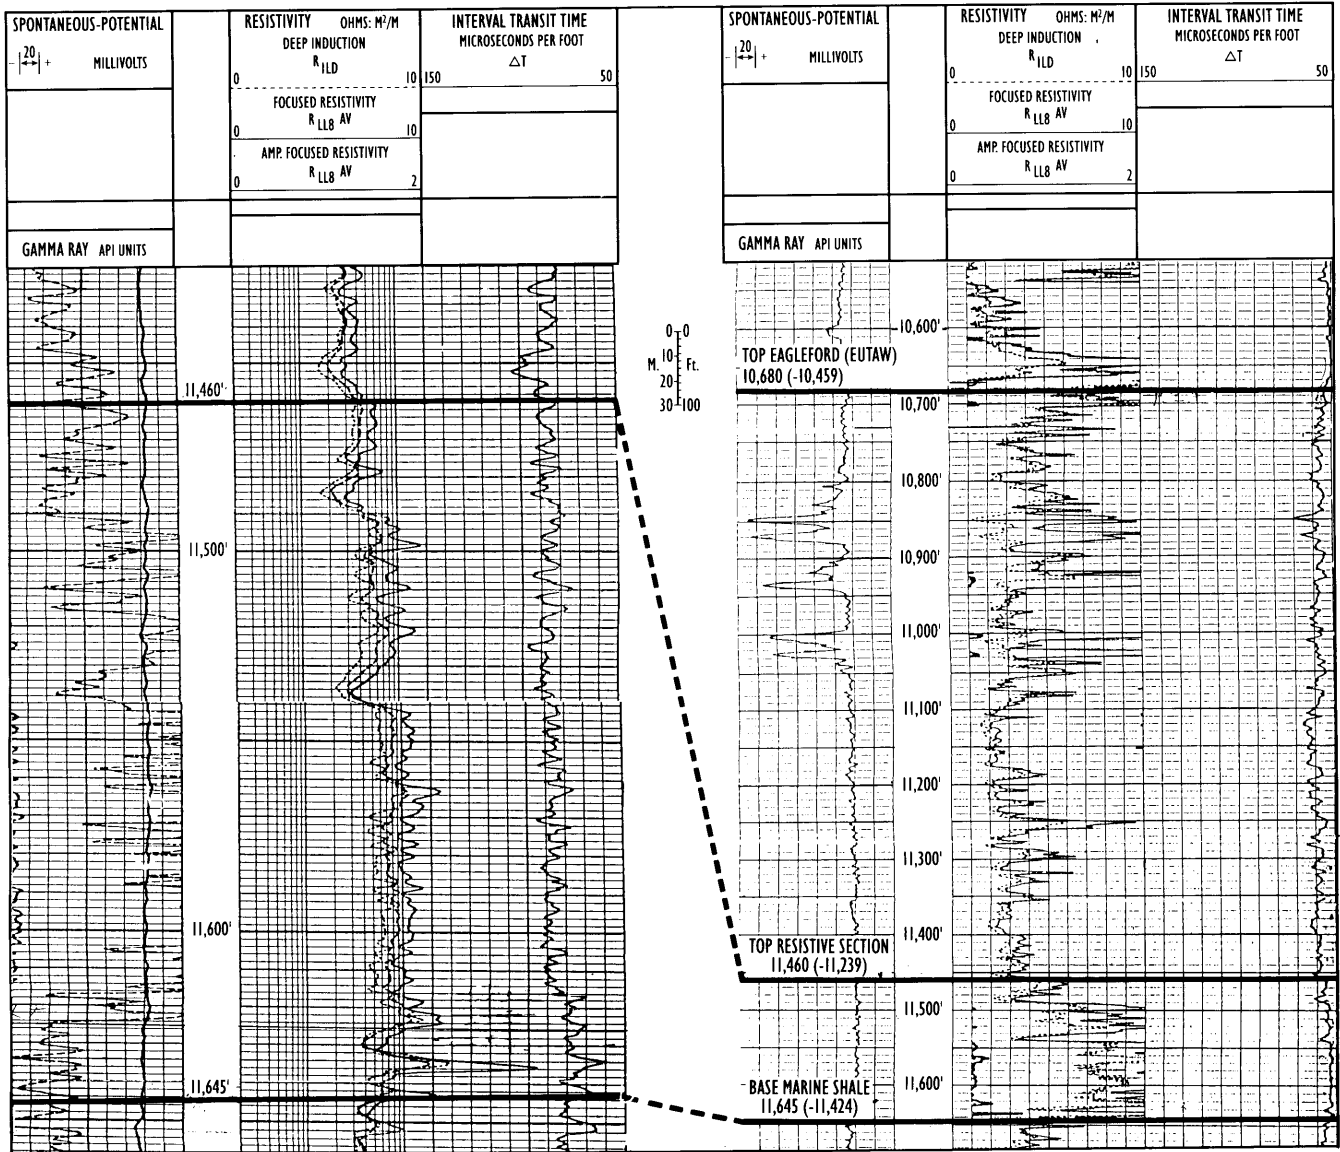 SPONTANEOUS-POTENTIAL
- 20 + MILLIVOLTS
GAMMA RAY API UNITS
RESISTIVITY OHMS: M²/M
DEEP INDUCTION
R ILD
0 10
FOCUSED RESISTIVITY
R LL8 AV
0 10
AMP. FOCUSED RESISTIVITY
R LL8 AV
0 2
INTERVAL TRANSIT TIME
MICROSECONDS PER FOOT
△T
150 50
11,460'
11,500'
11,600'
11,645'
0 0
10
M. Ft.
20
30 100
SPONTANEOUS-POTENTIAL
- 20 + MILLIVOLTS
GAMMA RAY API UNITS
RESISTIVITY OHMS: M²/M
DEEP INDUCTION
R ILD
0 10
FOCUSED RESISTIVITY
R LL8 AV
0 10
AMP. FOCUSED RESISTIVITY
R LL8 AV
0 2
INTERVAL TRANSIT TIME
MICROSECONDS PER FOOT
△T
150 50
10,600'
TOP EAGLEFORD (EUTAW)
10,680 (-10,459)
10,700'
10,800'
10,900'
11,000'
11,100'
11,200'
11,300'
11,400'
TOP RESISTIVE SECTION
11,460 (-11,239)
11,500'
11,600'
BASE MARINE SHALE
11,645 (-11,424)